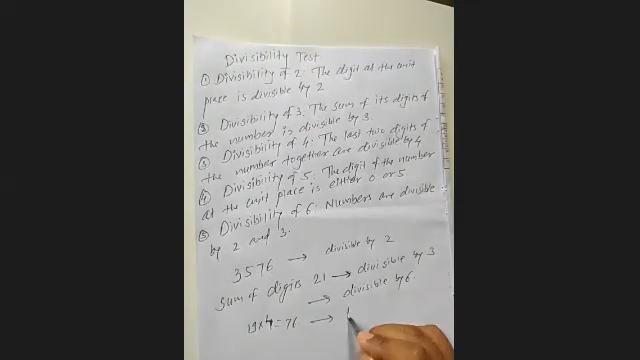 Divisibility Test
① Divisibility of 2: The digit at the unit
place is divisible by 2
② Divisibility of 3. The sum of its digits of
the number is divisible by 3.
③ Divisibility of 4: The last two digits of
the number together are divisible by 4
④ Divisibility of 5: The digit of the number
at the unit place is either 0 or 5.
⑤ Divisibility of 6: Numbers are divisible
by 2 and 3.
3576 → divisible by 2
Sum of digits 21 → divisible by 3
→ divisible by 6.
19×4=76 →